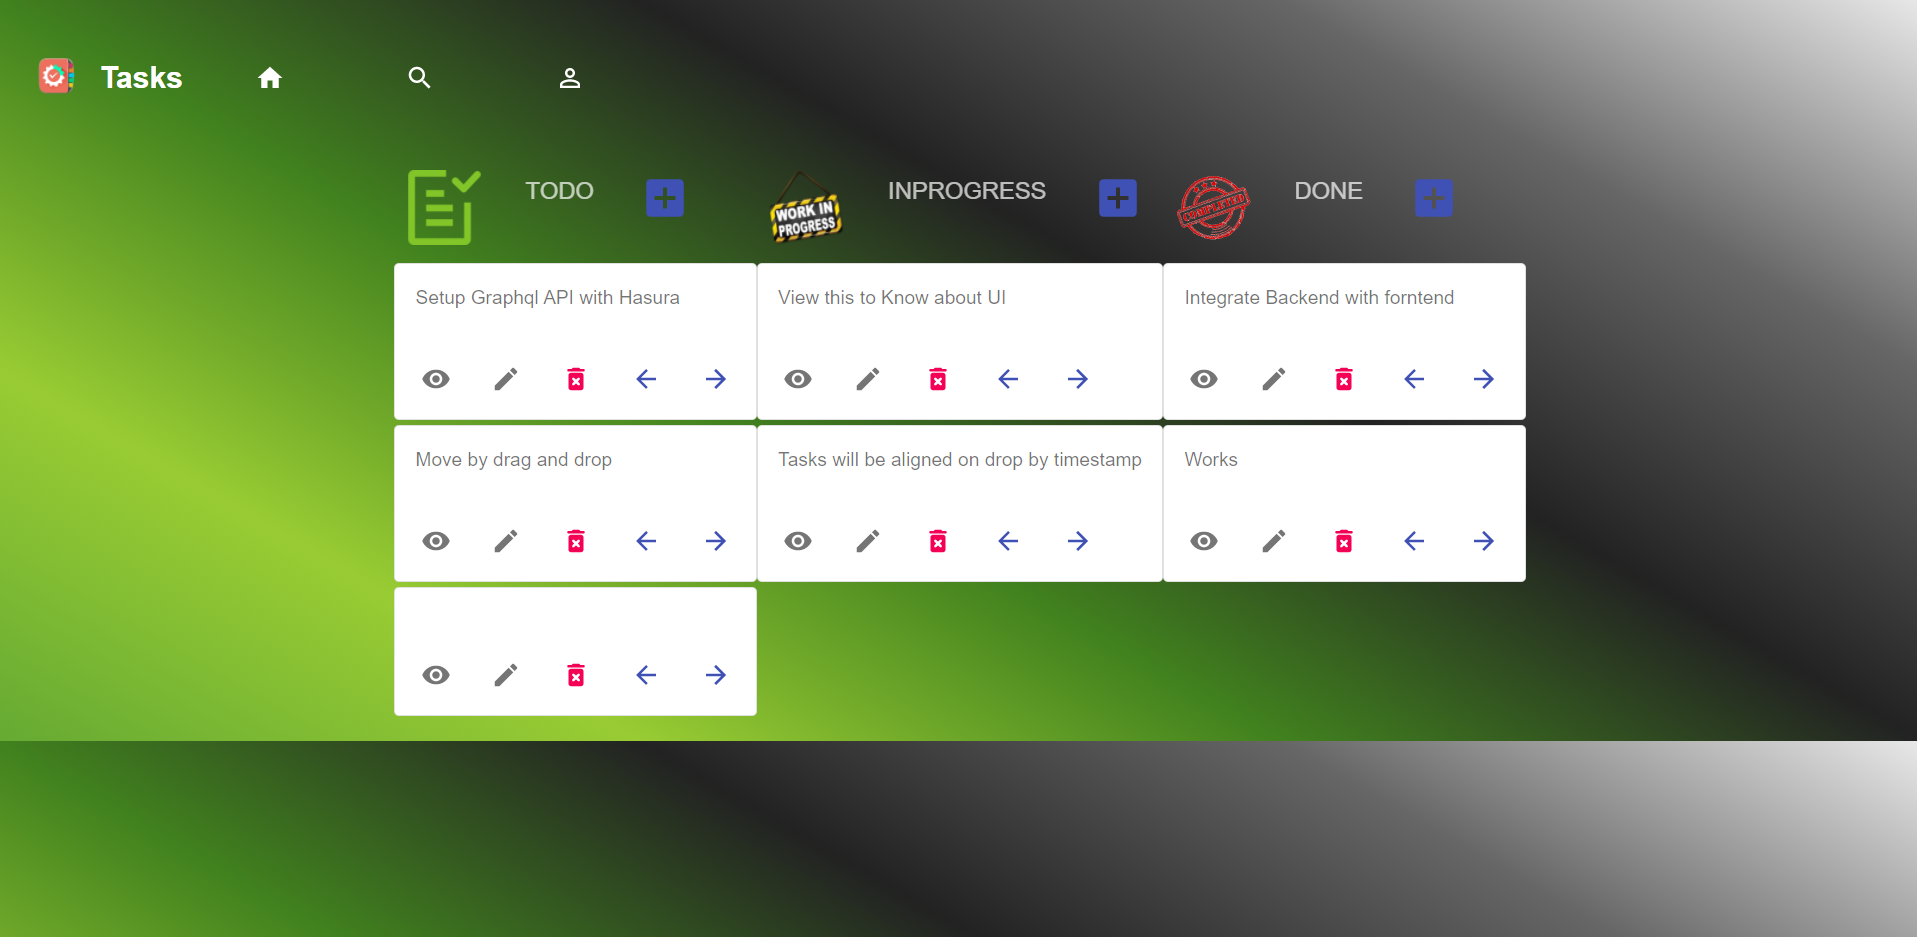 Tasks
TODO
WORK IN
PROGRESS
INPROGRESS
COMPLETED
DONE
Setup Graphql API with Hasura
View this to Know about UI
Integrate Backend with forntend
Move by drag and drop
Tasks will be aligned on drop by timestamp
Works